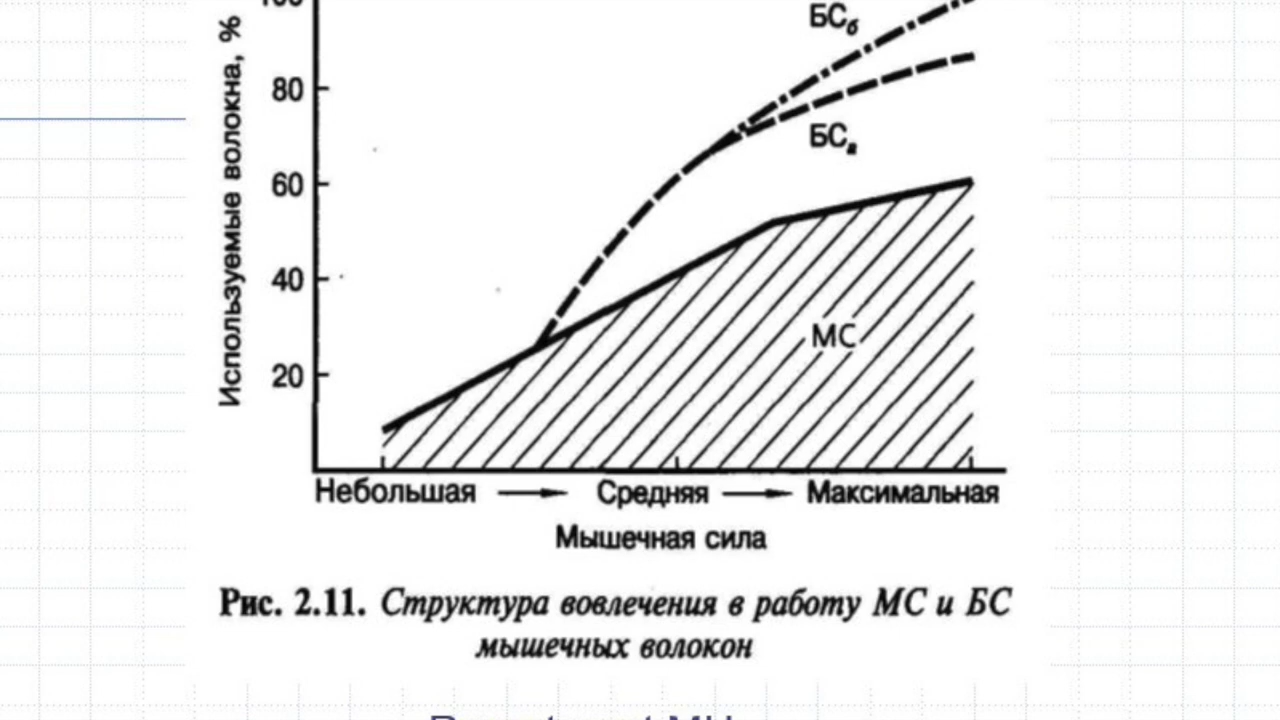 БСб
Используемые волокна, %
80
БСа
60
40
МС
20
Небольшая → Средняя → Максимальная
Мышечная сила
Рис. 2.11. Структура вовлечения в работу МС и БС
мышечных волокон